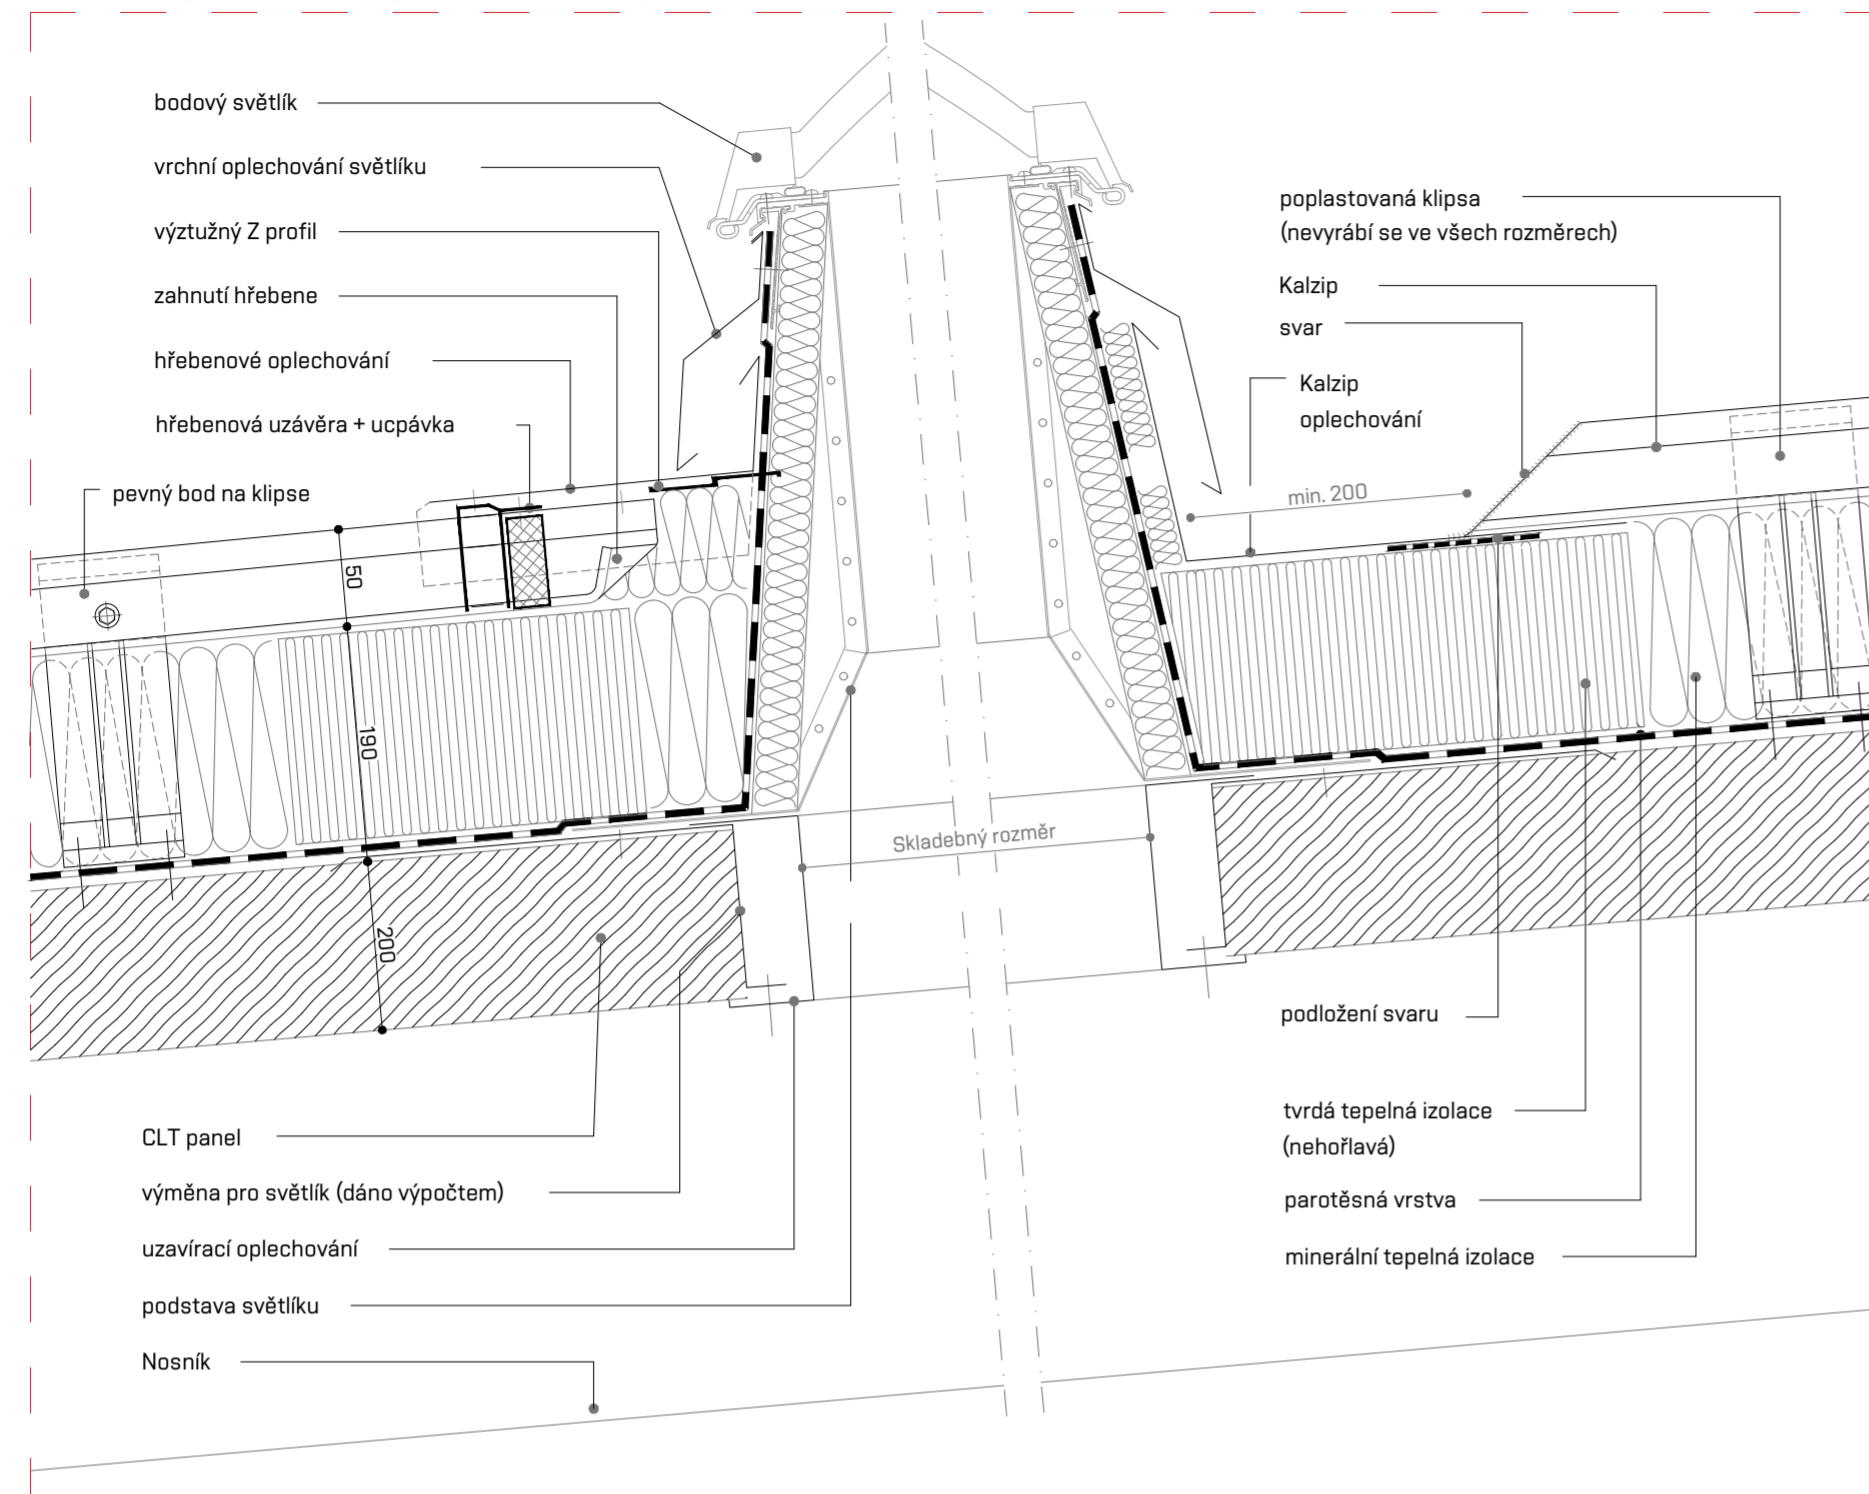 bodový světlík
vrchní oplechování světlíku
výztužný Z profil
zahnutí hřebene
hřebenové oplechování
hřebenová uzávěra + ucpávka
pevný bod na klipse
poplastovaná klipsa
(nevyrábí se ve všech rozměrech)
Kalzip
svar
Kalzip
oplechování
min. 200
50
190
200
Skladebný rozměr
CLT panel
výměna pro světlík (dáno výpočtem)
uzavírací oplechování
podstava světlíku
Nosník
podložení svaru
tvrdá tepelná izolace
(nehořlavá)
parotěsná vrstva
minerální tepelná izolace